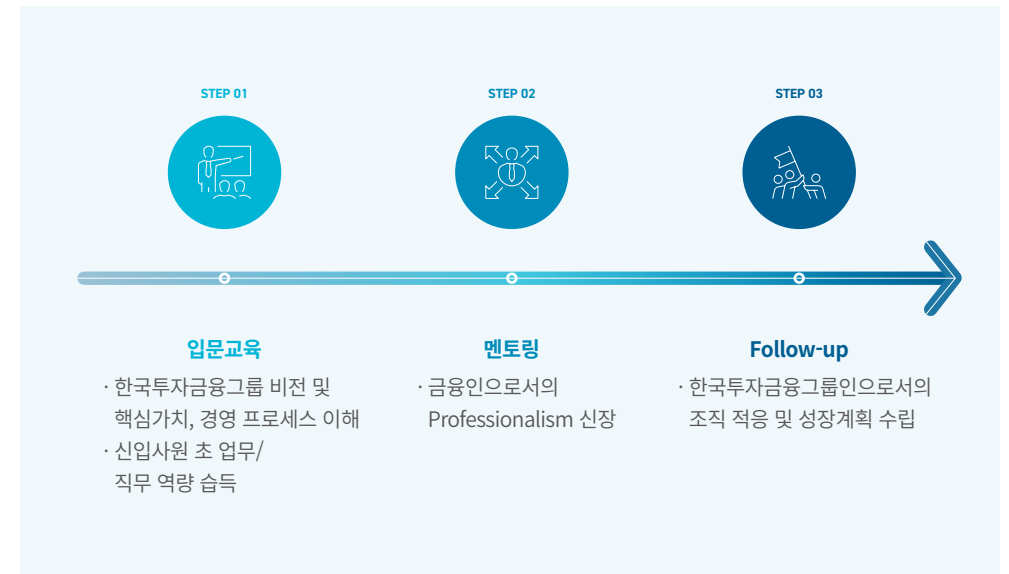 STEP 01
STEP 02
STEP 03
입문교육
· 한국투자금융그룹 비전 및
핵심가치, 경영 프로세스 이해
· 신입사원 초 업무/
직무 역량 습득
멘토링
· 금융인으로서의
Professionalism 신장
Follow-up
· 한국투자금융그룹인으로서의
조직 적응 및 성장계획 수립